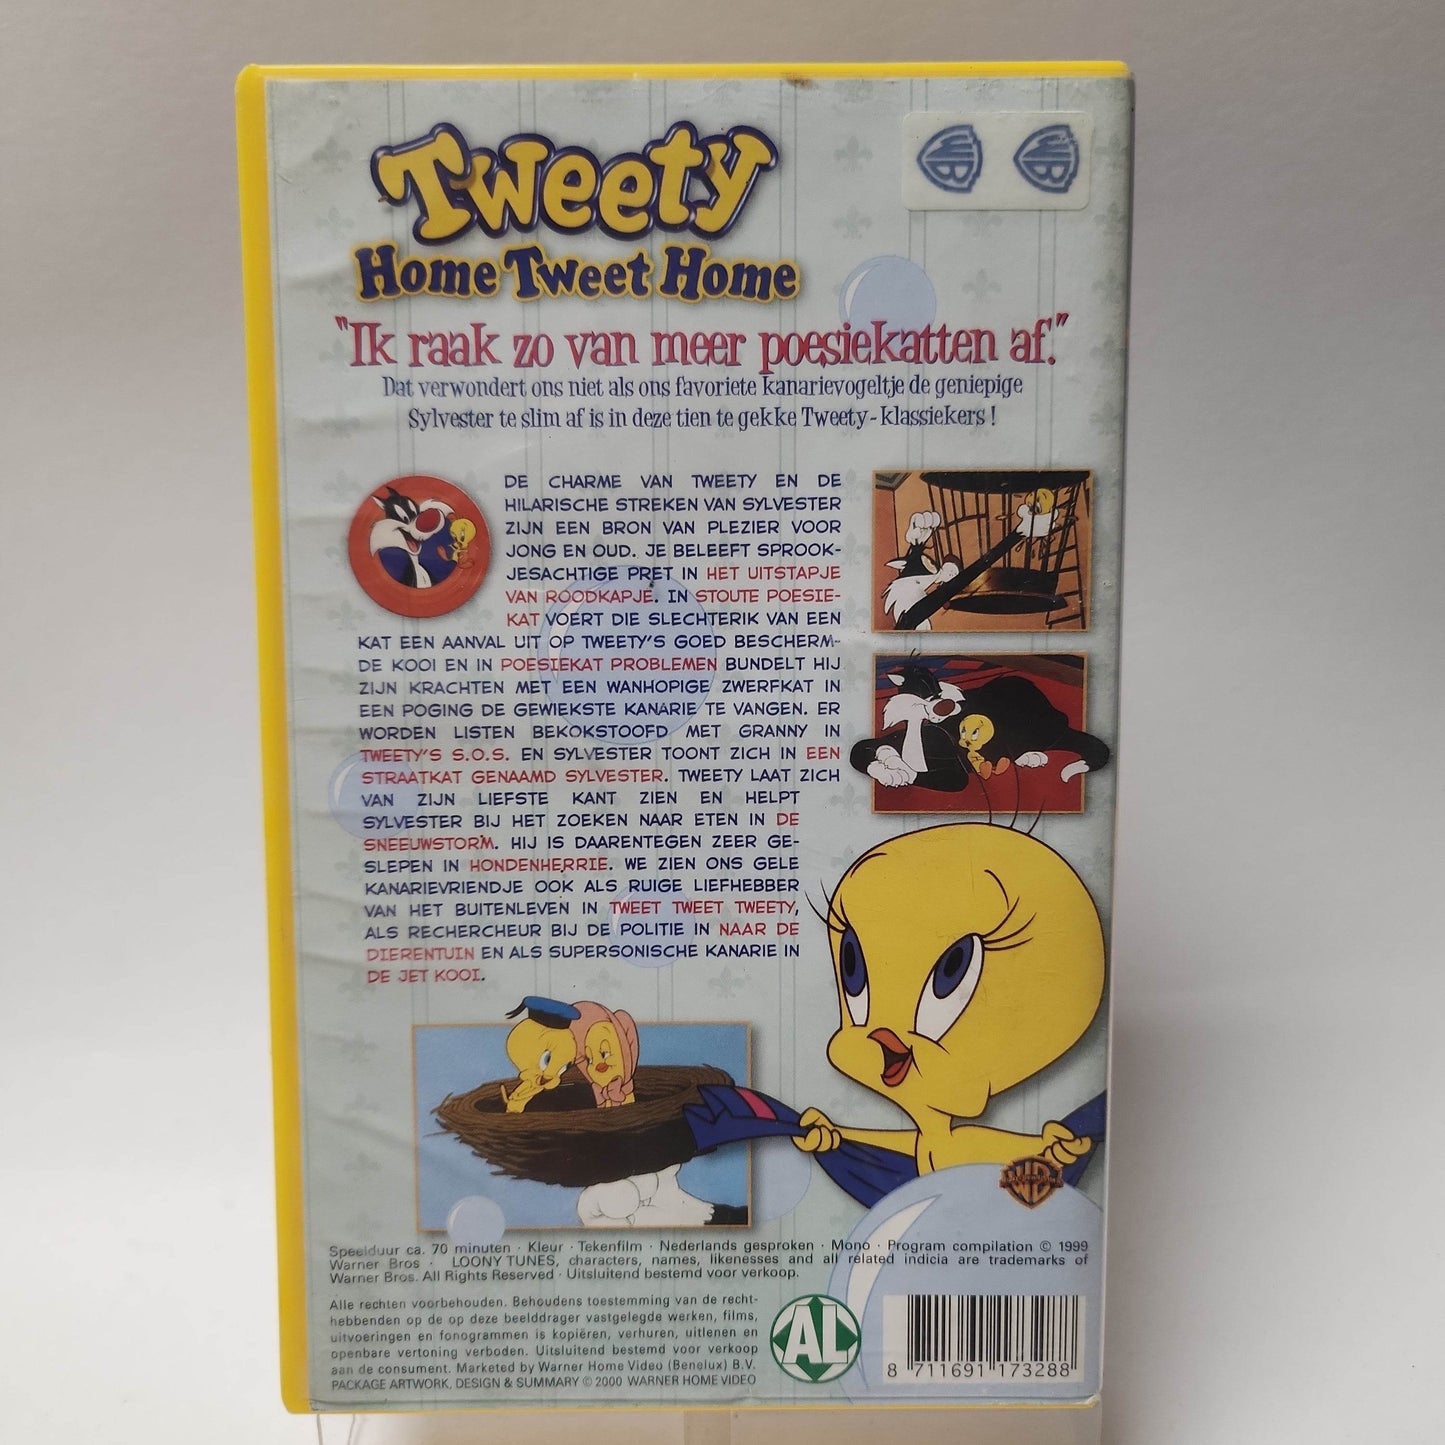 Tweety
WB WB
Home Tweet Home
"Ik raak zo van meer poesiekatten af."
Dat verwondert ons niet als ons favoriete kanarievogeltje de geniepige
Sylvester te slim af is in deze tien te gekke Tweety-klassiekers !
DE CHARME VAN TWEETY EN DE
HILARISCHE STREKEN VAN SYLVESTER
ZIJN EEN BRON VAN PLEZIER VOOR
JONG EN OUD. JE BELEEFT SPROOK-
JESACHTIGE PRET IN HET UITSTAPJE
VAN ROODKAPJE. IN STOUTE POESIE-
KAT VOERT DIE SLECHTERIK VAN EEN
KAT EEN AANVAL UIT OP TWEETY'S GOED BESCHERM-
DE KOOI EN IN POESIEKAT PROBLEMEN BUNDELT HIJ
ZIJN KRACHTEN MET EEN WANHOPIGE ZWERFKAT IN
EEN POGING DE GEWIEKSTE KANARIE TE VANGEN. ER
WORDEN LISTEN BEKOKSTOOFD MET GRANNY IN
TWEETY'S S.O.S. EN SYLVESTER TOONT ZICH IN EEN
STRAATKAT GENAAMD SYLVESTER. TWEETY LAAT ZICH
VAN ZIJN LIEFSTE KANT ZIEN EN HELPT
SYLVESTER BIJ HET ZOEKEN NAAR ETEN IN DE
SNEEUWSTORM. HIJ IS DAARENTEGEN ZEER GE-
SLEPEN IN HONDENHERRIE. WE ZIEN ONS GELE
KANARIEVRIENDJE OOK ALS RUIGE LIEFHEBBER
VAN HET BUITENLEVEN IN TWEET TWEET TWEETY,
ALS RECHERCHEUR BIJ DE POLITIE IN NAAR DE
DIERENTUIN EN ALS SUPERSONISCHE KANARIE IN
DE JET KOOI.
WB
Speelduur ca. 70 minuten · Kleur · Tekenfilm · Nederlands gesproken · Mono · Program compilation © 1999
Warner Bros · LOONY TUNES, characters, names, likenesses and all related indicia are trademarks of
Warner Bros. All Rights Reserved · Uitsluitend bestemd voor verkoop.
Alle rechten voorbehouden. Behoudens toestemming van de recht-
hebbenden op de op deze beelddrager vastgelegde werken, films,
uitvoeringen en fonogrammen is kopiëren, verhuren, uitlenen en
openbare vertoning verboden. Uitsluitend bestemd voor verkoop
aan de consument. Marketed by Warner Home Video (Benelux) B.V.
PACKAGE ARTWORK, DESIGN & SUMMARY © 2000 WARNER HOME VIDEO
AL
8 711691 173288